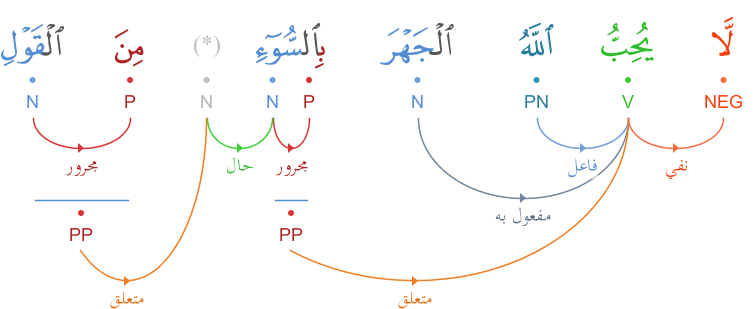 لَّا يُحِبُّ ٱللَّهُ ٱلْجَهْرَ بِٱلسُّوٓءِ (*) مِنَ ٱلْقَوْلِ
NEG V PN N P N N P N
نفي فاعل مجرور حال مجرور
مفعول به
PP PP
متعلق متعلق